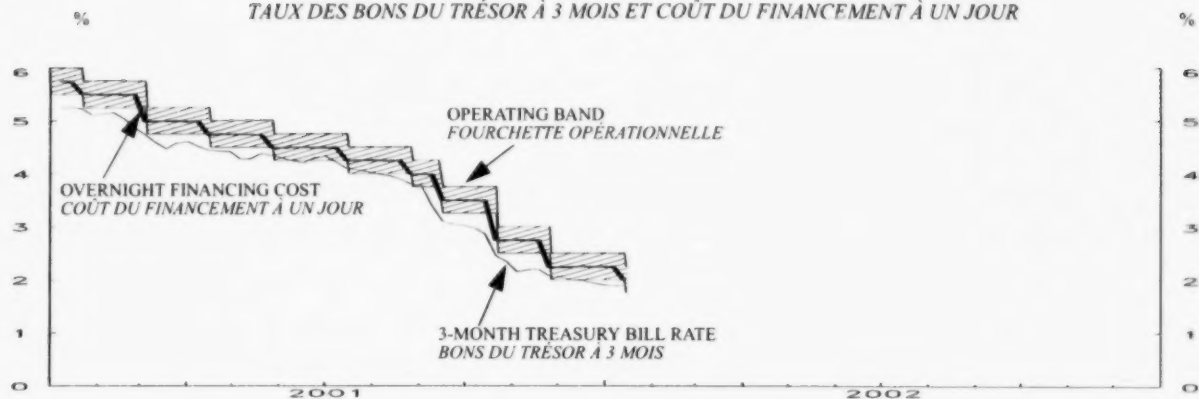 TAUX DES BONS DU TRÉSOR À 3 MOIS ET COÛT DU FINANCEMENT À UN JOUR
% %
6 6
5 5
4 4
3 3
2 2
1 1
0 0
OPERATING BAND
FOURCHETTE OPÉRATIONNELLE
OVERNIGHT FINANCING COST
COÛT DU FINANCEMENT À UN JOUR
3-MONTH TREASURY BILL RATE
BONS DU TRÉSOR À 3 MOIS
2001 2002